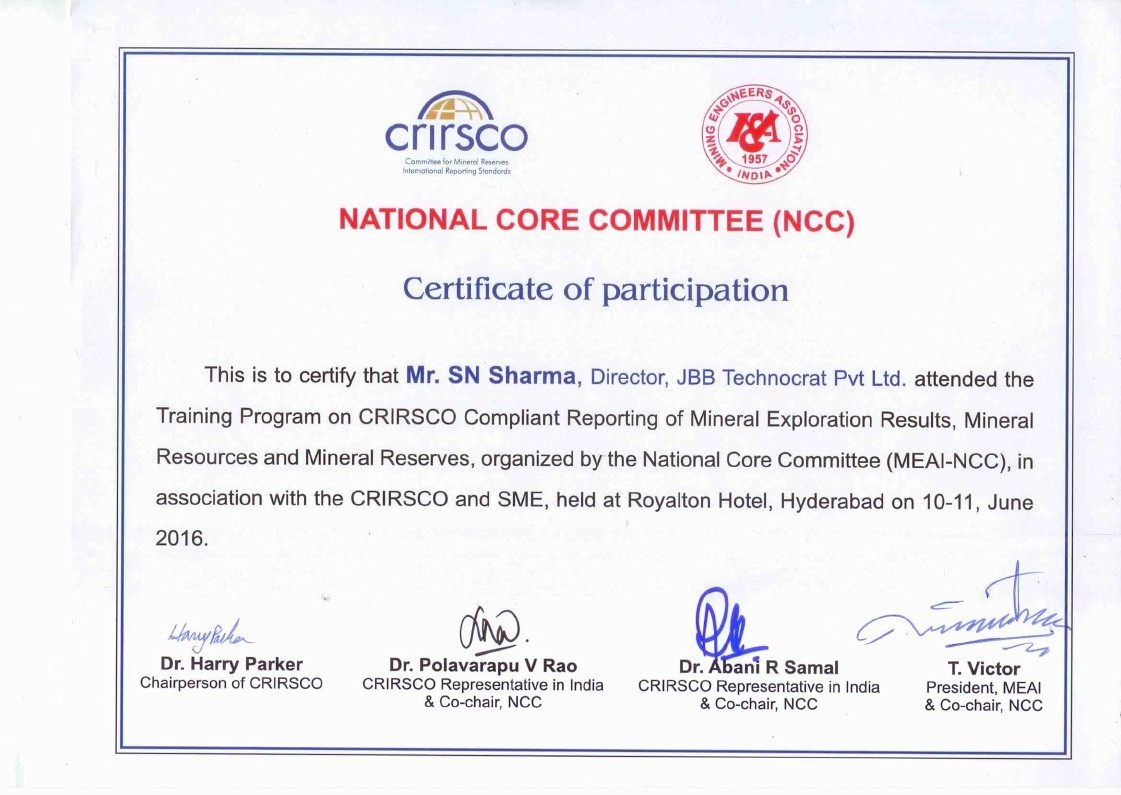 crirsco
Committee for Mineral Reserves
International Reporting Standards
MINING ENGINEERS ASSOCIATION
1957
INDIA
NATIONAL CORE COMMITTEE (NCC)
Certificate of participation
This is to certify that Mr. SN Sharma, Director, JBB Technocrat Pvt Ltd. attended the
Training Program on CRIRSCO Compliant Reporting of Mineral Exploration Results, Mineral
Resources and Mineral Reserves, organized by the National Core Committee (MEAI-NCC), in
association with the CRIRSCO and SME, held at Royalton Hotel, Hyderabad on 10-11, June
2016.
Harry Parker
Dr. Harry Parker
Chairperson of CRIRSCO
Dr. Polavarapu V Rao
CRIRSCO Representative in India
& Co-chair, NCC
Dr. Abani R Samal
CRIRSCO Representative in India
& Co-chair, NCC
T. Victor
President, MEAI
& Co-chair, NCC